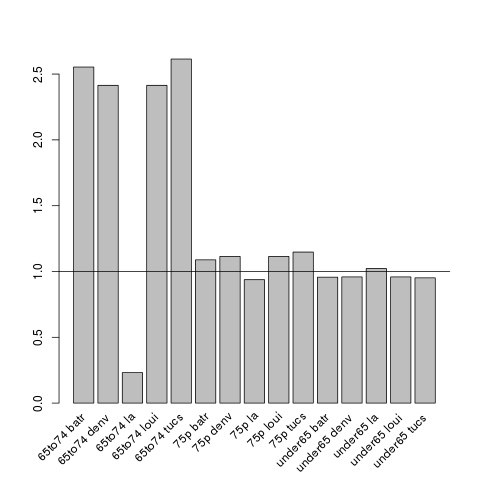 2.5
2.0
1.5
1.0
0.5
0.0
65to74 batr
65to74 denv
65to74 la
65to74 loui
65to74 tucs
75p batr
75p denv
75p la
75p loui
75p tucs
under65 batr
under65 denv
under65 la
under65 loui
under65 tucs